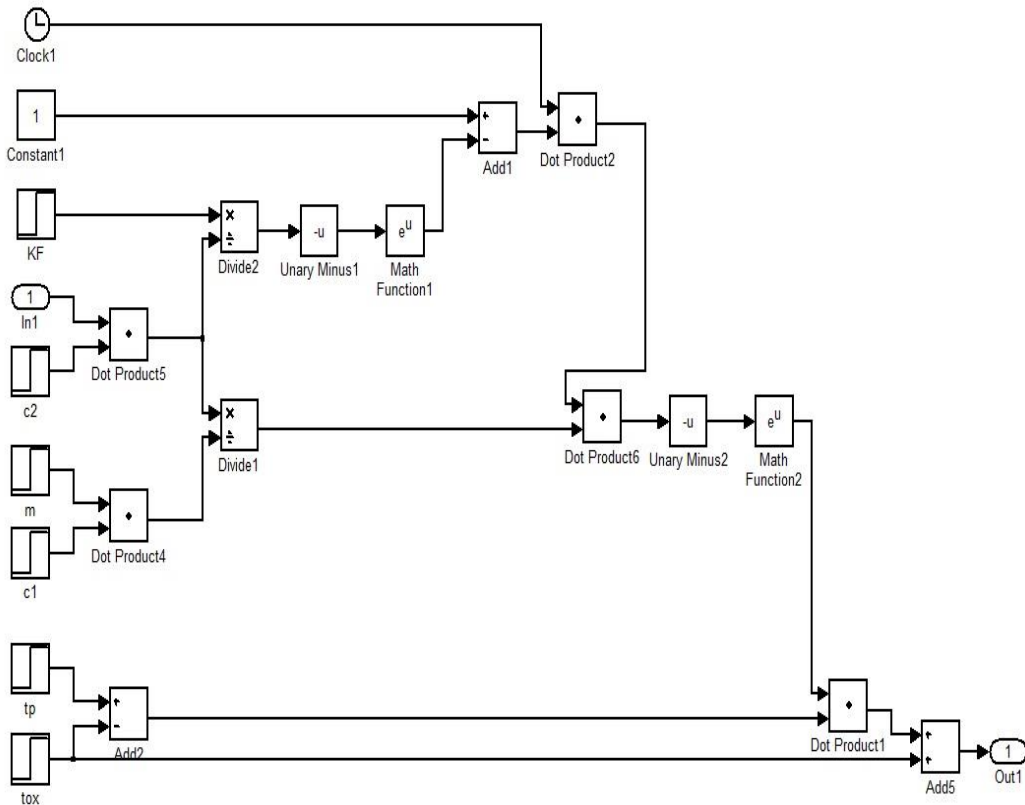 Clock1
1
Constant1
+
−
Add1
Dot Product2
KF
×
÷
Divide2
-u
Unary Minus1
e^u
Math
Function1
1
In1
Dot Product5
c2
×
÷
Divide1
Dot Product6
-u
Unary Minus2
e^u
Math
Function2
m
Dot Product4
c1
tp
+
−
Add2
Dot Product1
tox
+
+
Add5
1
Out1